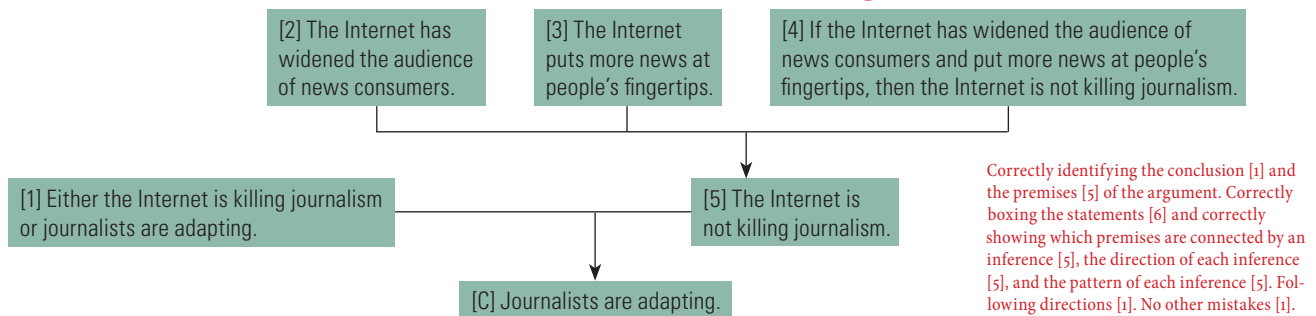 [2] The Internet has
widened the audience
of news consumers.
[3] The Internet
puts more news at
people's fingertips.
[4] If the Internet has widened the audience of
news consumers and put more news at people's
fingertips, then the Internet is not killing journalism.
[1] Either the Internet is killing journalism
or journalists are adapting.
[5] The Internet is
not killing journalism.
[C] Journalists are adapting.
Correctly identifying the conclusion [1] and
the premises [5] of the argument. Correctly
boxing the statements [6] and correctly
showing which premises are connected by an
inference [5], the direction of each inference
[5], and the pattern of each inference [5]. Fol-
lowing directions [1]. No other mistakes [1].